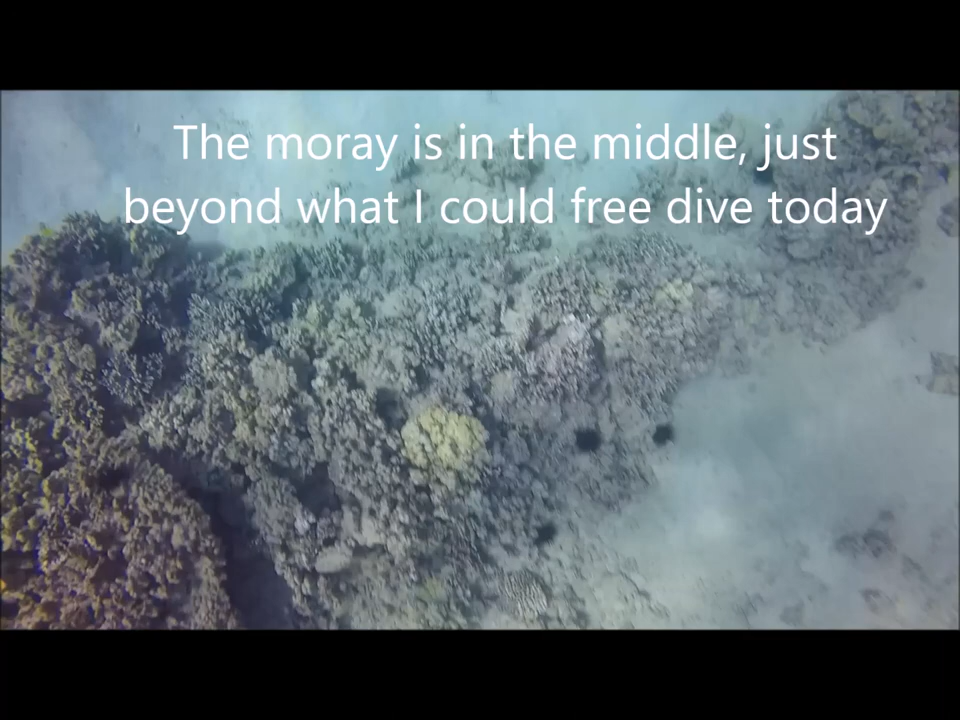 The moray is in the middle, just
beyond what I could free dive today